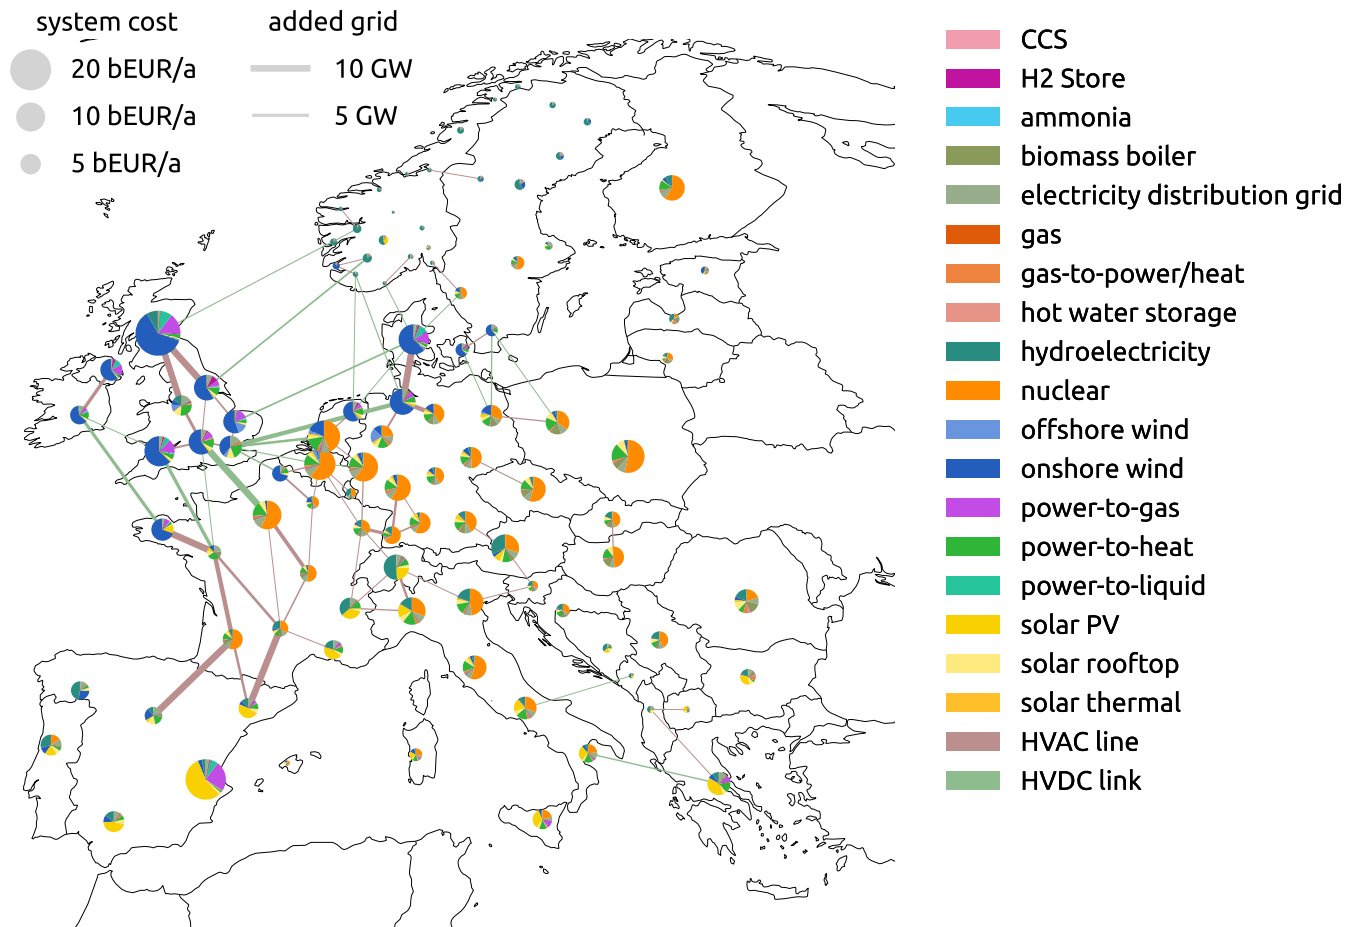 system cost
added grid
20 bEUR/a
10 GW
10 bEUR/a
5 GW
5 bEUR/a
CCS
H2 Store
ammonia
biomass boiler
electricity distribution grid
gas
gas-to-power/heat
hot water storage
hydroelectricity
nuclear
offshore wind
onshore wind
power-to-gas
power-to-heat
power-to-liquid
solar PV
solar rooftop
solar thermal
HVAC line
HVDC link